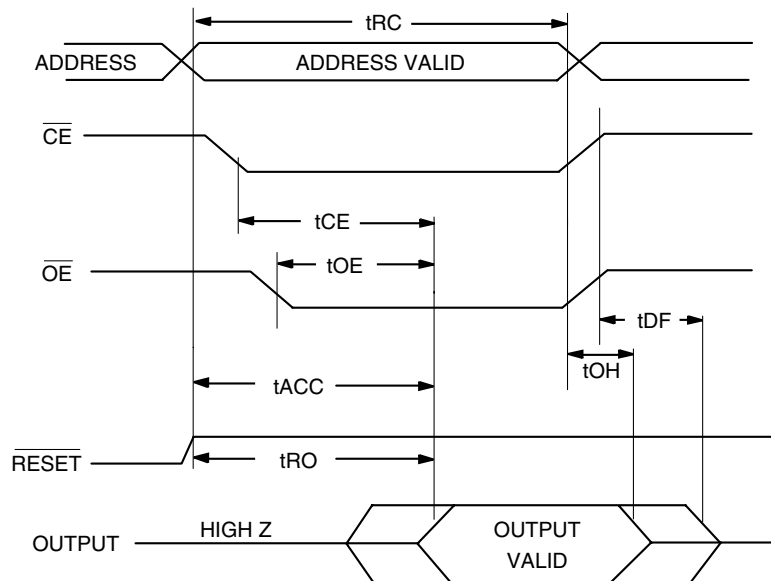 tRC
ADDRESS ADDRESS VALID
CE
tCE
tOE
OE
tDF
tOH
tACC
RESET
tRO
HIGH Z
OUTPUT
OUTPUT
VALID